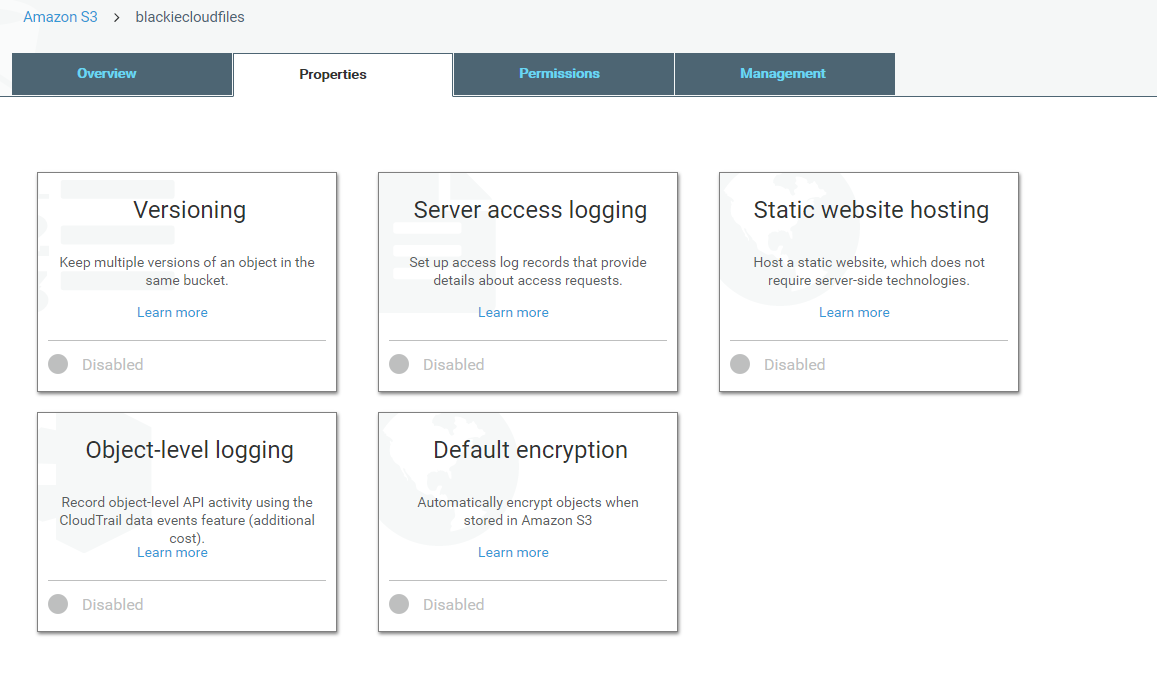 Amazon S3 > blackiecloudfiles
Overview
Properties
Permissions
Management
Versioning
Keep multiple versions of an object in the
same bucket.
Learn more
Disabled
Server access logging
Set up access log records that provide
details about access requests.
Learn more
Disabled
Static website hosting
Host a static website, which does not
require server-side technologies.
Learn more
Disabled
Object-level logging
Record object-level API activity using the
CloudTrail data events feature (additional
cost).
Learn more
Disabled
Default encryption
Automatically encrypt objects when
stored in Amazon S3
Learn more
Disabled